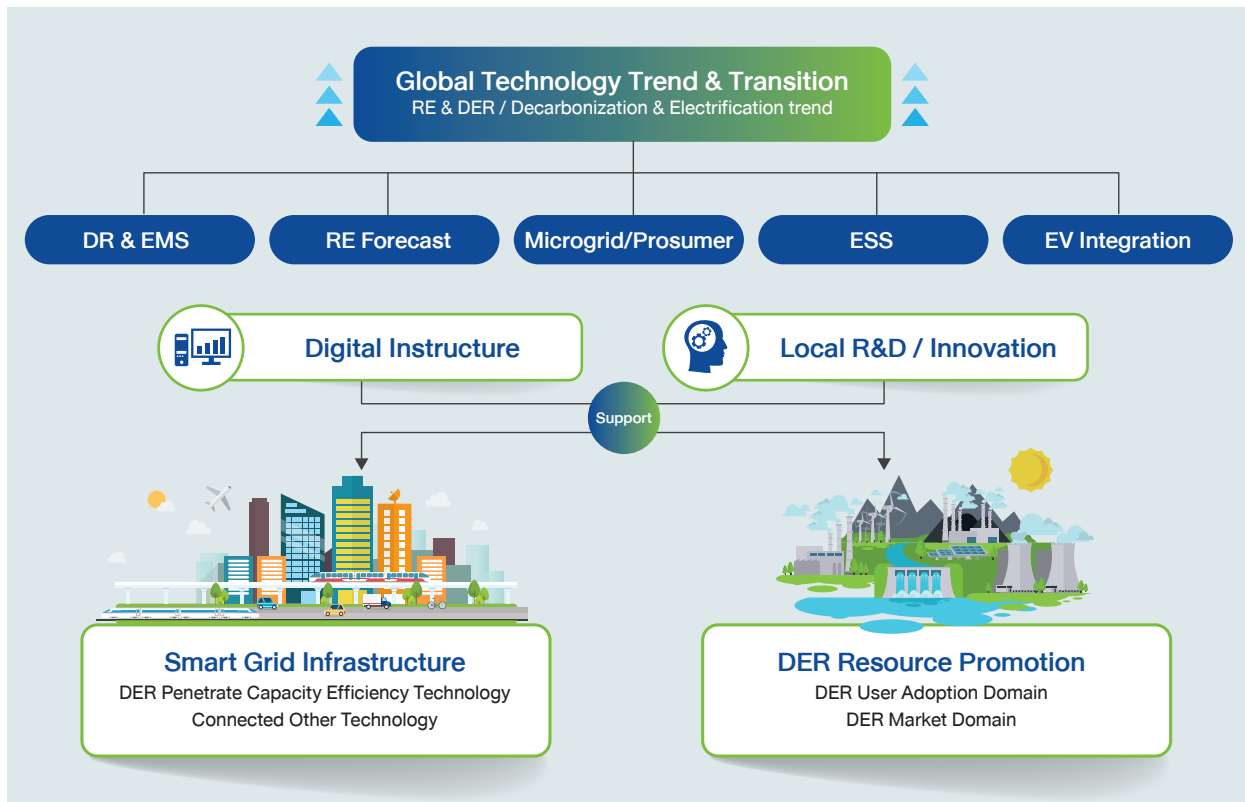 Global Technology Trend & Transition
RE & DER / Decarbonization & Electrification trend
DR & EMS
RE Forecast
Microgrid/Prosumer
ESS
EV Integration
Digital Instructure
Local R&D / Innovation
Support
Smart Grid Infrastructure
DER Penetrate Capacity Efficiency Technology
Connected Other Technology
DER Resource Promotion
DER User Adoption Domain
DER Market Domain